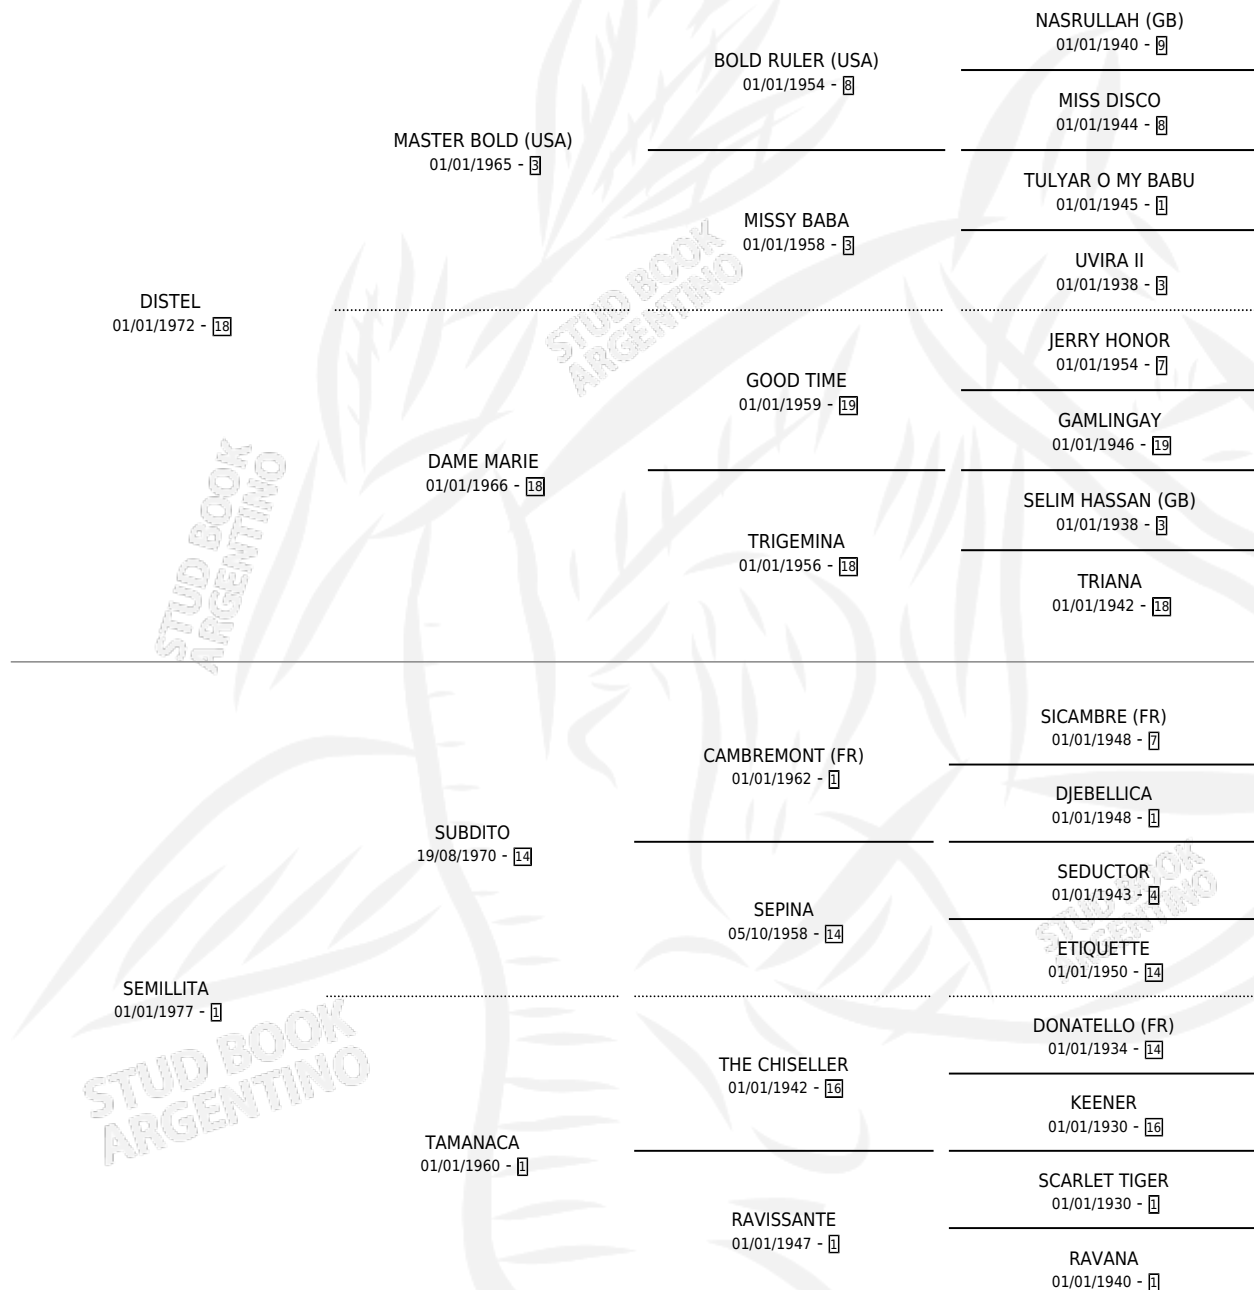 NASRULLAH (GB)
01/01/1940 - 9
BOLD RULER (USA)
01/01/1954 - 8
MISS DISCO
01/01/1944 - 8
MASTER BOLD (USA)
01/01/1965 - 3
TULYAR O MY BABU
01/01/1945 - 1
MISSY BABA
01/01/1958 - 3
UVIRA II
01/01/1938 - 3
DISTEL
01/01/1972 - 18
JERRY HONOR
01/01/1954 - 7
GOOD TIME
01/01/1959 - 19
GAMLINGAY
01/01/1946 - 19
DAME MARIE
01/01/1966 - 18
SELIM HASSAN (GB)
01/01/1938 - 3
TRIGEMINA
01/01/1956 - 18
TRIANA
01/01/1942 - 18
STUD BOOK
ARGENTINO
STUD BOOK
ARGENTINO
SICAMBRE (FR)
01/01/1948 - 7
CAMBREMONT (FR)
01/01/1962 - 1
DJEBELLICA
01/01/1948 - 1
SUBDITO
19/08/1970 - 14
SEDUCTOR
01/01/1943 - 4
SEPINA
05/10/1958 - 14
ETIQUETTE
01/01/1950 - 14
STUD BOOK
ARGENTINO
SEMILLITA
01/01/1977 - 1
DONATELLO (FR)
01/01/1934 - 14
THE CHISELLER
01/01/1942 - 16
KEENER
01/01/1930 - 16
STUD BOOK
ARGENTINO
TAMANACA
01/01/1960 - 1
SCARLET TIGER
01/01/1930 - 1
RAVISSANTE
01/01/1947 - 1
RAVANA
01/01/1940 - 1